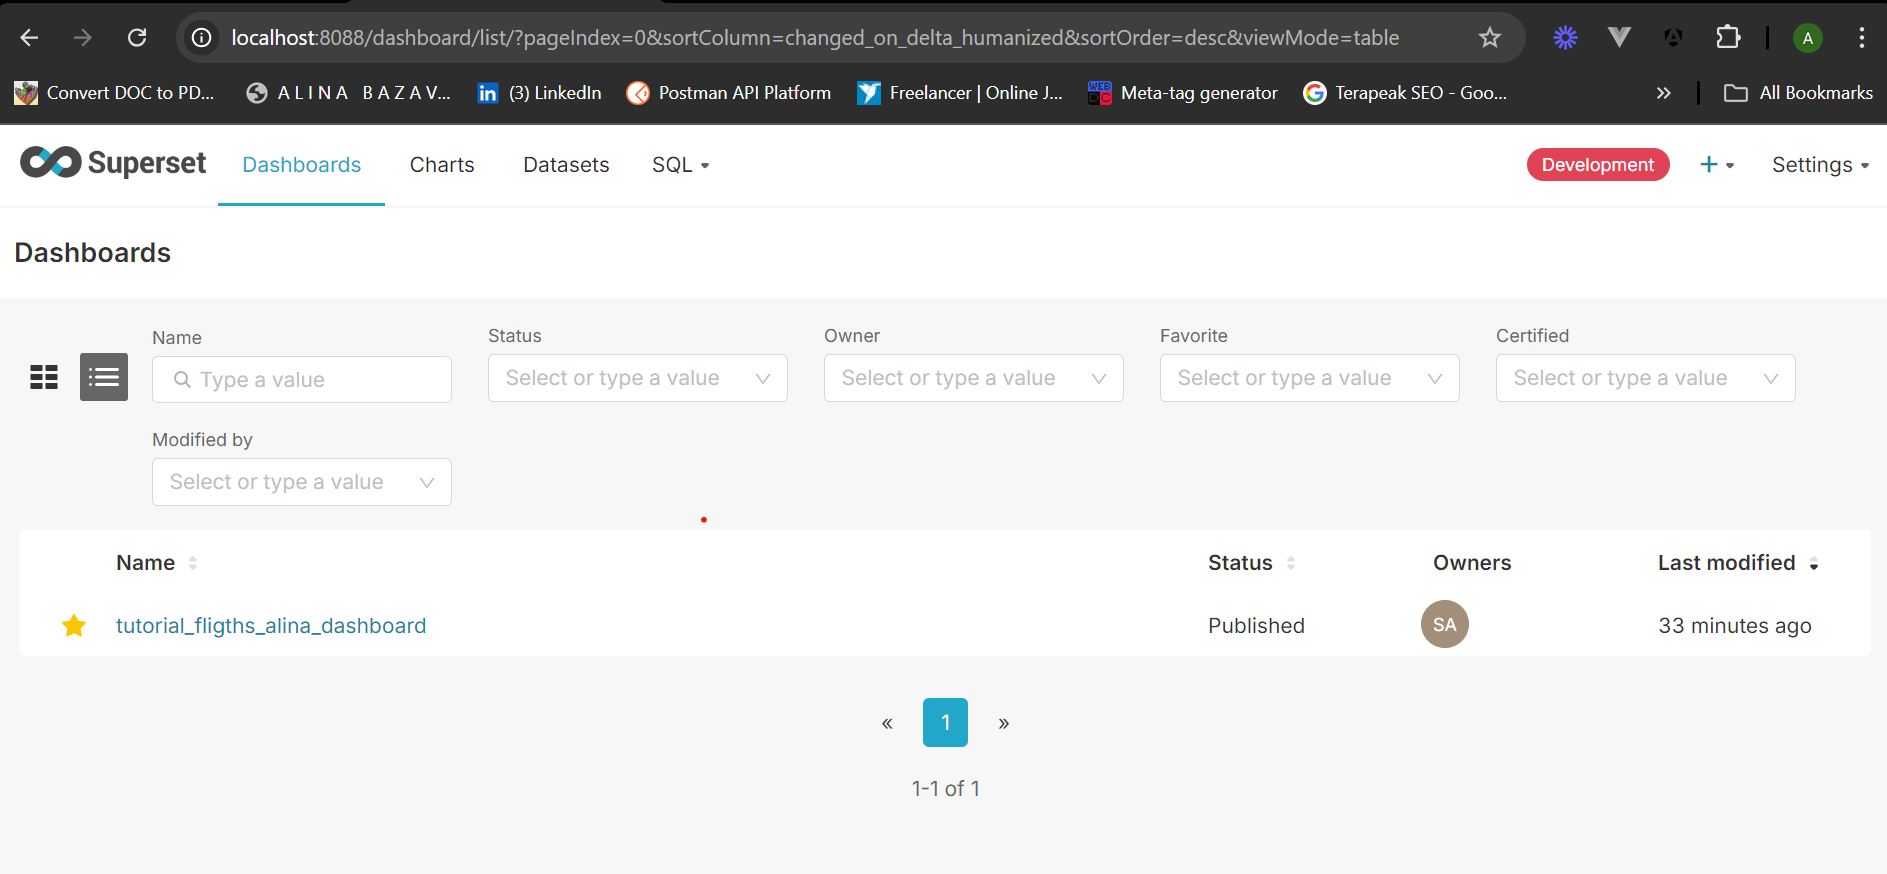 localhost:8088/dashboard/list/?pageIndex=0&sortColumn=changed_on_delta_humanized&sortOrder=desc&viewMode=table
A
Convert DOC to PD...
A L I N A B A Z A V...
(3) LinkedIn
Postman API Platform
Freelancer | Online J...
WEB DC
Meta-tag generator
Terapeak SEO - Goo...
»
All Bookmarks
Superset
Dashboards
Charts
Datasets
SQL
Development
+
Settings
Dashboards
Name
Type a value
Status
Select or type a value
Owner
Select or type a value
Favorite
Select or type a value
Certified
Select or type a value
Modified by
Select or type a value
Name Status Owners Last modified
tutorial_fligths_alina_dashboard Published SA 33 minutes ago
« 1 »
1-1 of 1